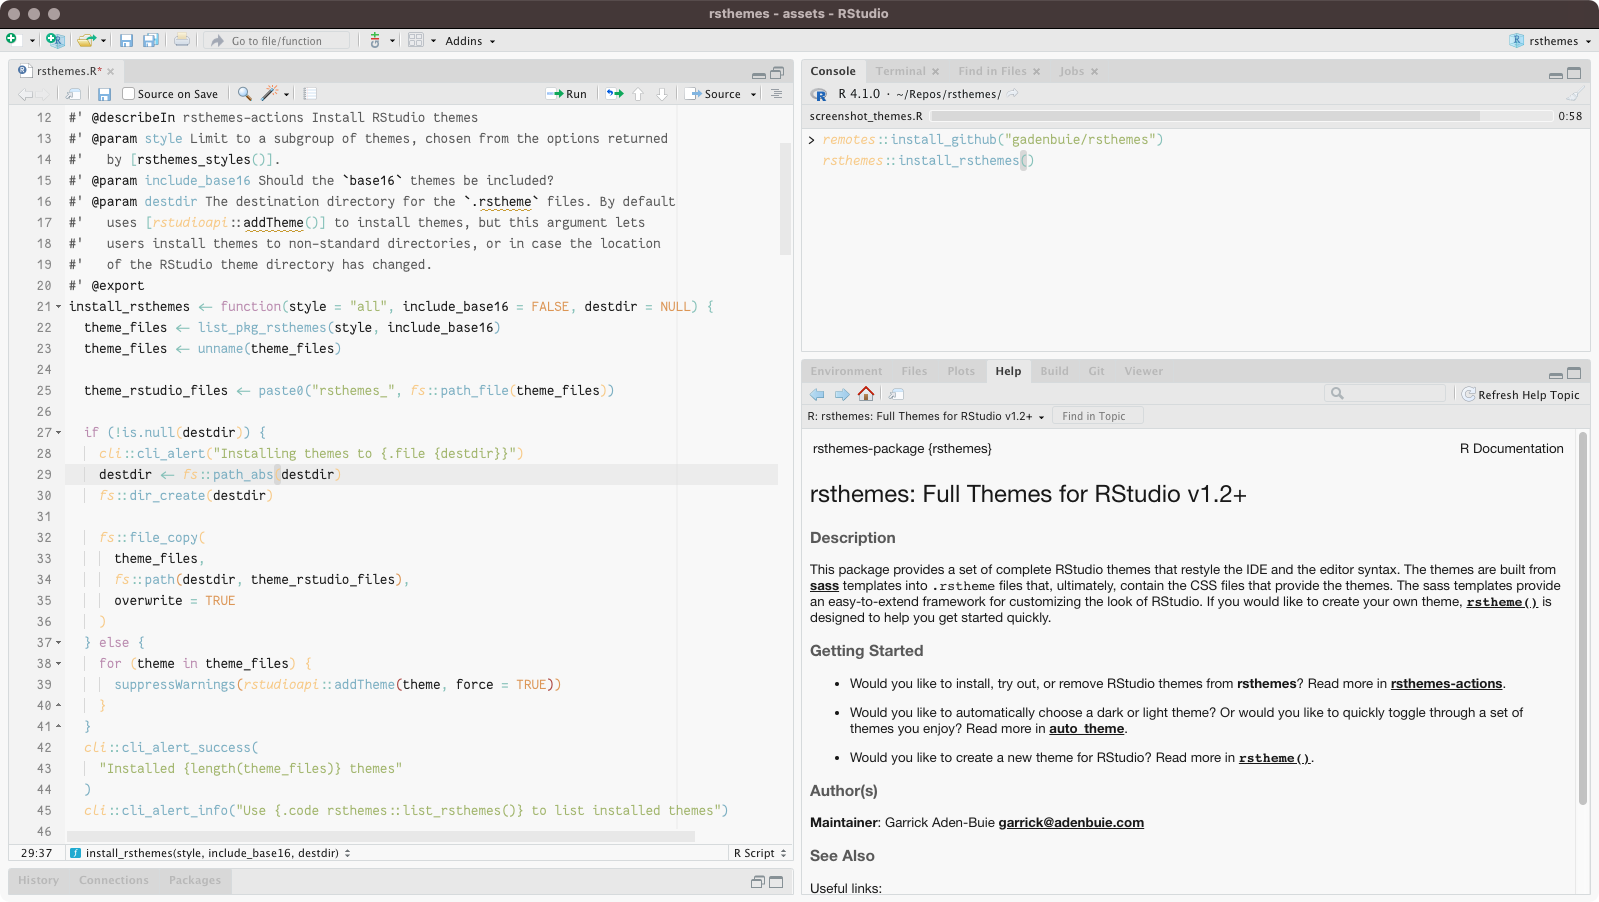 rsthemes - assets - RStudio
Go to file/function
Addins
rsthemes
rsthemes.R*
Source on Save
Run
Source
12 #' @describeIn rsthemes-actions Install RStudio themes
13 #' @param style Limit to a subgroup of themes, chosen from the options returned
14 #'   by [rsthemes_styles()].
15 #' @param include_base16 Should the `base16` themes be included?
16 #' @param destdir The destination directory for the `.rstheme` files. By default
17 #'   uses [rstudioapi::addTheme()] to install themes, but this argument lets
18 #'   users install themes to non-standard directories, or in case the location
19 #'   of the RStudio theme directory has changed.
20 #' @export
21 install_rsthemes <- function(style = "all", include_base16 = FALSE, destdir = NULL) {
22   theme_files <- list_pkg_rsthemes(style, include_base16)
23   theme_files <- unname(theme_files)
24
25   theme_rstudio_files <- paste0("rsthemes_", fs::path_file(theme_files))
26
27   if (!is.null(destdir)) {
28     cli::cli_alert("Installing themes to {.file {destdir}}")
29     destdir <- fs::path_abs(destdir)
30     fs::dir_create(destdir)
31
32     fs::file_copy(
33       theme_files,
34       fs::path(destdir, theme_rstudio_files),
35       overwrite = TRUE
36     )
37   } else {
38     for (theme in theme_files) {
39       suppressWarnings(rstudioapi::addTheme(theme, force = TRUE))
40     }
41   }
42   cli::cli_alert_success(
43     "Installed {length(theme_files)} themes"
44   )
45   cli::cli_alert_info("Use {.code rsthemes::list_rsthemes()} to list installed themes")
46
29:37 install_rsthemes(style, include_base16, destdir) R Script
History Connections Packages
Console Terminal Find in Files Jobs
R 4.1.0 · ~/Repos/rsthemes/
screenshot_themes.R 0:58
> remotes::install_github("gadenbuie/rsthemes")
rsthemes::install_rsthemes()
Environment Files Plots Help Build Git Viewer
Refresh Help Topic
R: rsthemes: Full Themes for RStudio v1.2+ Find in Topic
rsthemes-package {rsthemes} R Documentation
rsthemes: Full Themes for RStudio v1.2+
Description
This package provides a set of complete RStudio themes that restyle the IDE and the editor syntax. The themes are built from
sass templates into .rstheme files that, ultimately, contain the CSS files that provide the themes. The sass templates provide
an easy-to-extend framework for customizing the look of RStudio. If you would like to create your own theme, rstheme() is
designed to help you get started quickly.
Getting Started
• Would you like to install, try out, or remove RStudio themes from rsthemes? Read more in rsthemes-actions.
• Would you like to automatically choose a dark or light theme? Or would you like to quickly toggle through a set of
themes you enjoy? Read more in auto_theme.
• Would you like to create a new theme for RStudio? Read more in rstheme().
Author(s)
Maintainer: Garrick Aden-Buie garrick@adenbuie.com
See Also
Useful links: